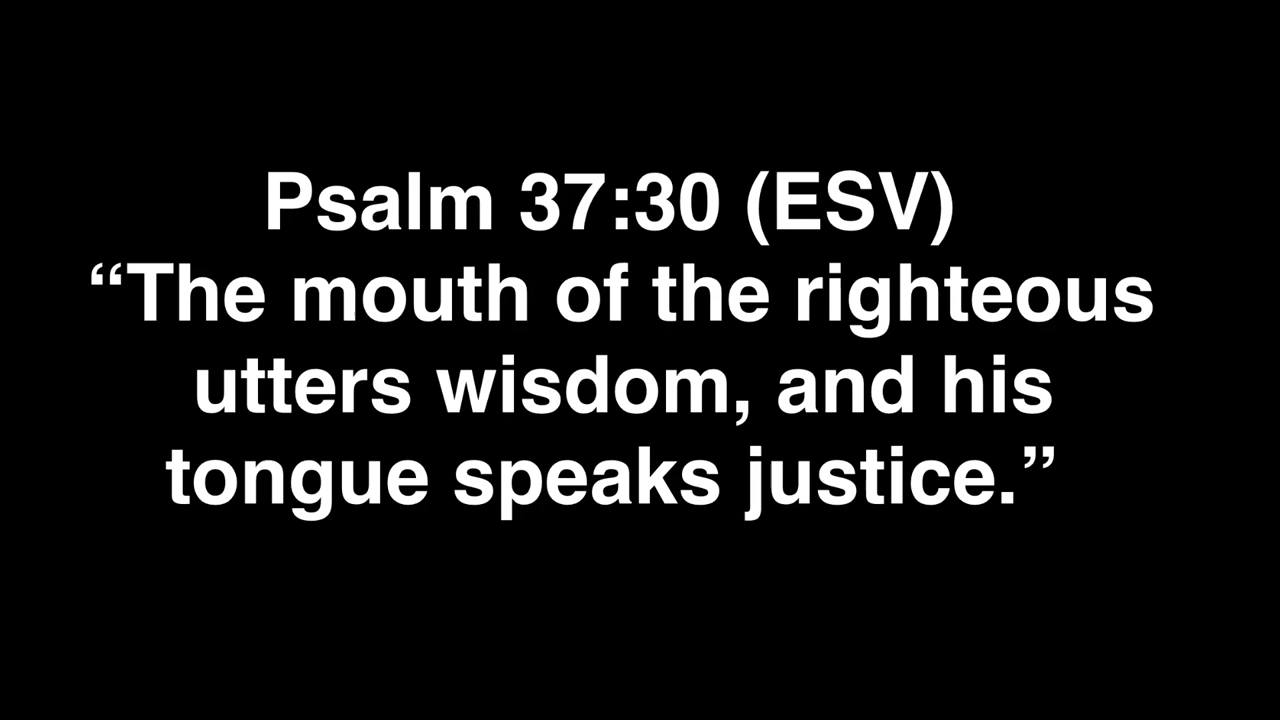 Psalm 37:30 (ESV)
“The mouth of the righteous
utters wisdom, and his
tongue speaks justice.”